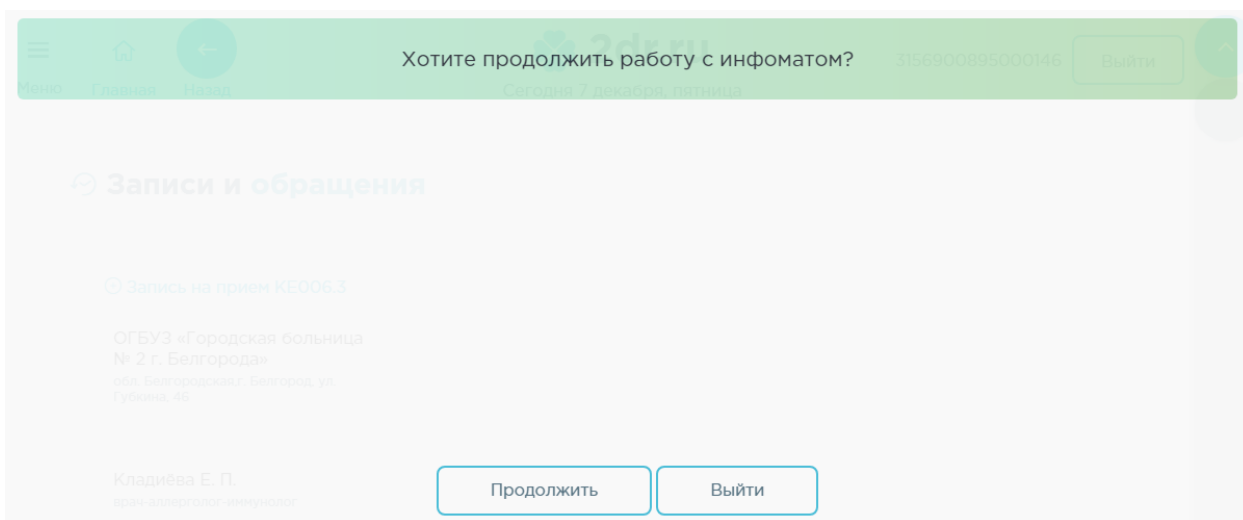 Хотите продолжить работу с инфоматом?
2dr.ru
3156900895000146
Выйти
Меню
Главная
Назад
Сегодня 7 декабря, пятница
Записи и обращения
Запись на прием KE006.3
ОГБУЗ «Городская больница
№ 2 г. Белгорода»
обл. Белгородская, г. Белгород, ул.
Губкина, 46
Кладиёва Е. П.
врач-аллерголог-иммунолог
Продолжить
Выйти